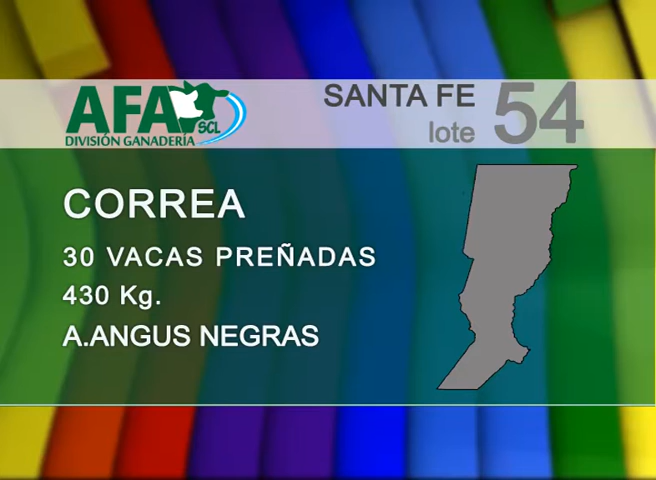 AFA SCL
DIVISIÓN GANADERÍA
SANTA FE
lote 54
CORREA
30 VACAS PREÑADAS
430 Kg.
A.ANGUS NEGRAS